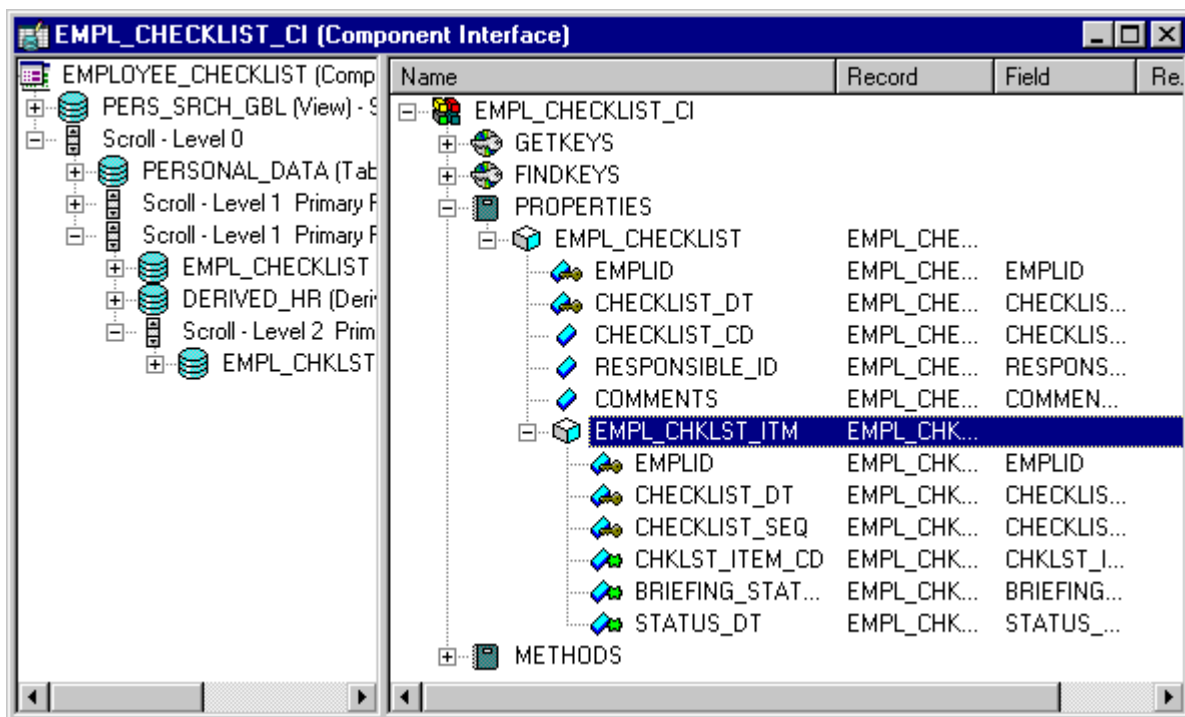 EMPL_CHECKLIST_CI (Component Interface)
EMPLOYEE_CHECKLIST (Comp
PERS_SRCH_GBL (View) - S
Scroll - Level 0
PERSONAL_DATA (Tab
Scroll - Level 1 Primary F
Scroll - Level 1 Primary F
EMPL_CHECKLIST
DERIVED_HR (Deri
Scroll - Level 2 Prim
EMPL_CHKLST
Name Record Field Re.
EMPL_CHECKLIST_CI
GETKEYS
FINDKEYS
PROPERTIES
EMPL_CHECKLIST EMPL_CHE...
EMPLID EMPL_CHE... EMPLID
CHECKLIST_DT EMPL_CHE... CHECKLIS...
CHECKLIST_CD EMPL_CHE... CHECKLIS...
RESPONSIBLE_ID EMPL_CHE... RESPONS...
COMMENTS EMPL_CHE... COMMEN...
EMPL_CHKLST_ITM EMPL_CHK...
EMPLID EMPL_CHK... EMPLID
CHECKLIST_DT EMPL_CHK... CHECKLIS...
CHECKLIST_SEQ EMPL_CHK... CHECKLIS...
CHKLST_ITEM_CD EMPL_CHK... CHKLST_I...
BRIEFING_STAT... EMPL_CHK... BRIEFING...
STATUS_DT EMPL_CHK... STATUS_...
METHODS